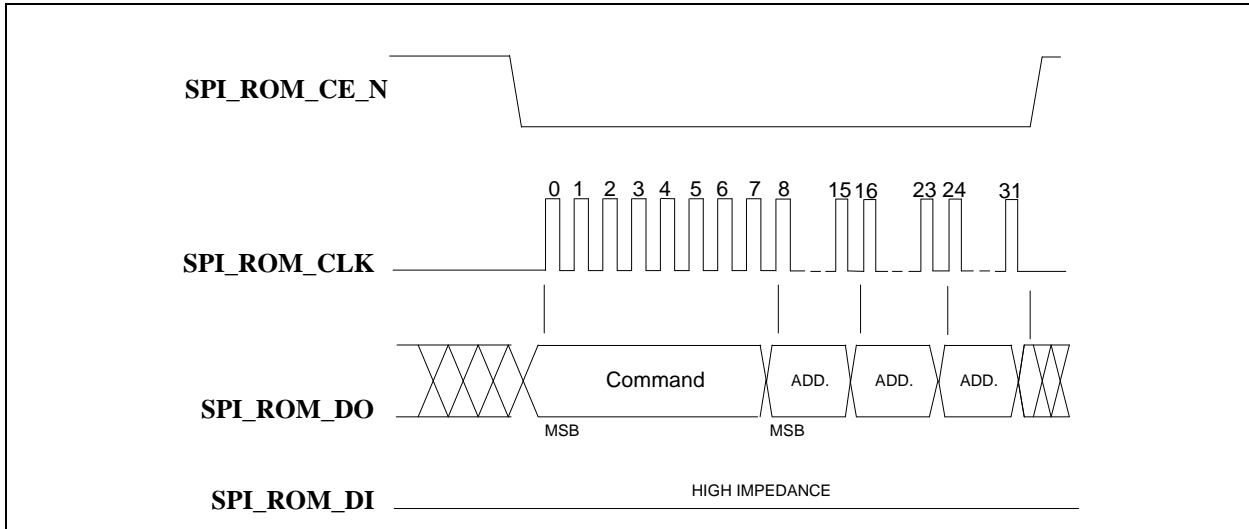 SPI_ROM_CE_N
0 1 2 3 4 5 6 7 8 15 16 23 24 31
SPI_ROM_CLK
Command ADD. ADD. ADD.
SPI_ROM_DO
MSB MSB
HIGH IMPEDANCE
SPI_ROM_DI